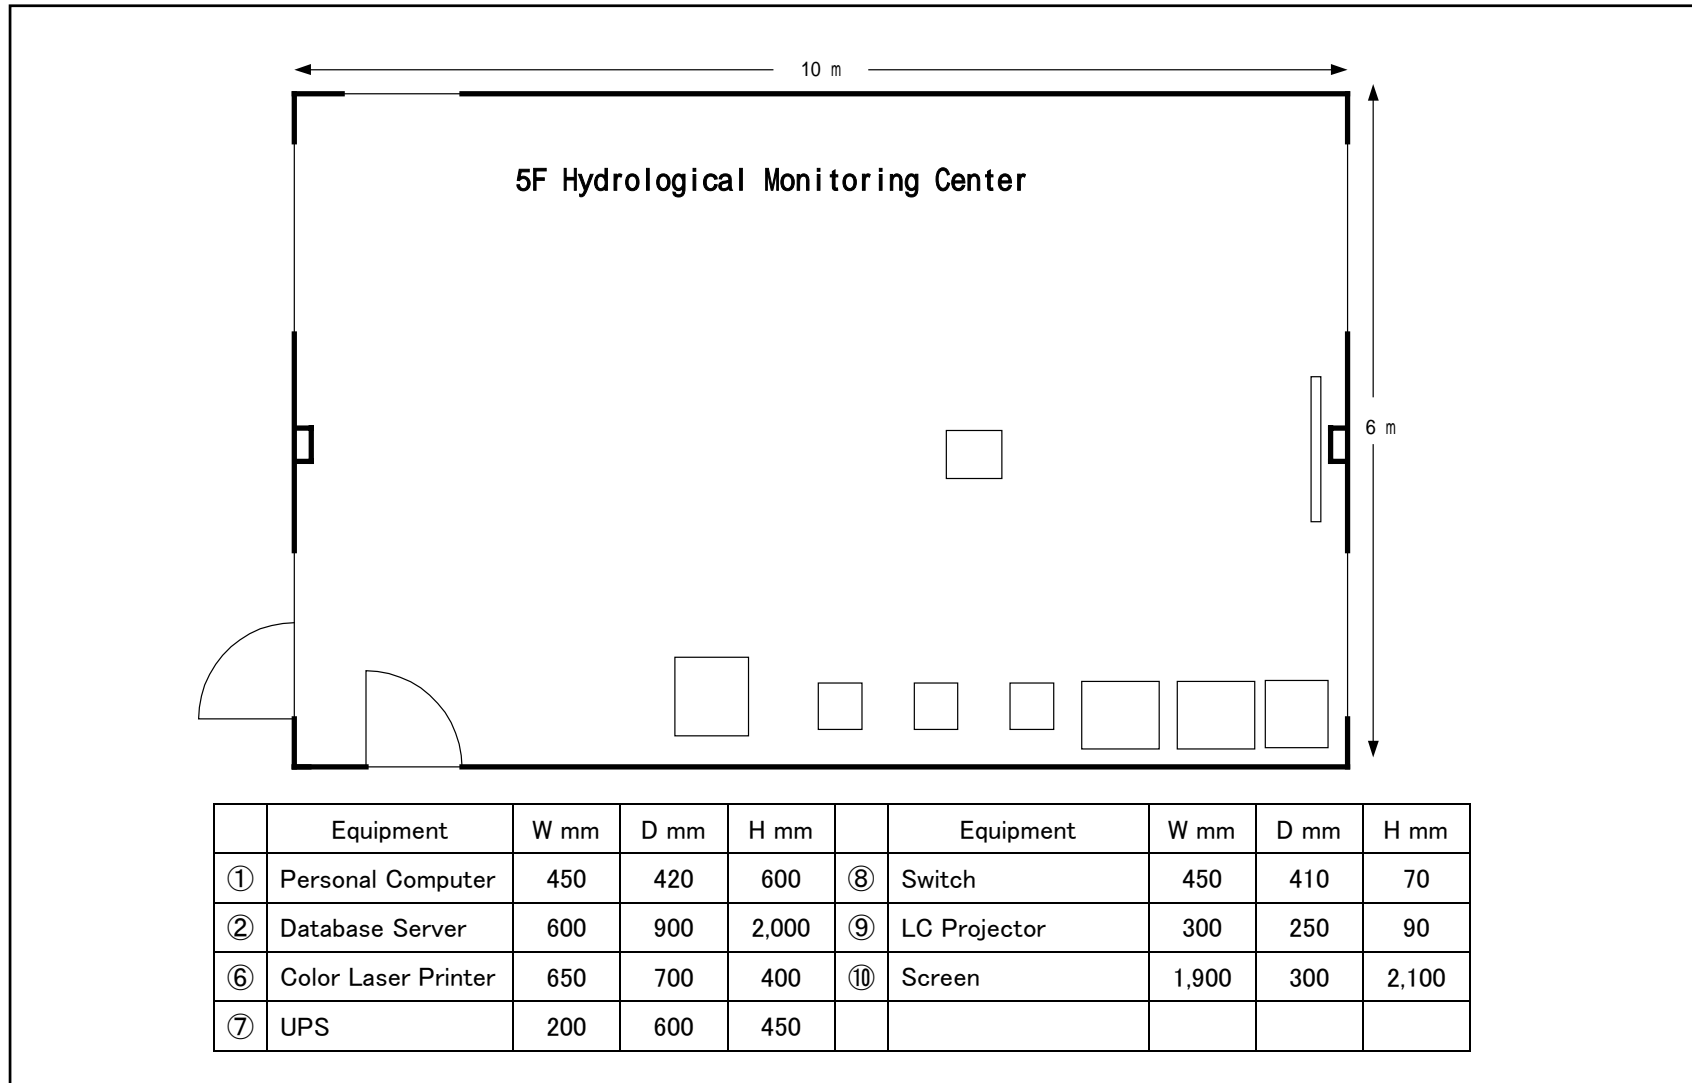 10 m
5F Hydrological Monitoring Center
6 m
Equipment W mm D mm H mm Equipment W mm D mm H mm
① Personal Computer 450 420 600 ⑧ Switch 450 410 70
② Database Server 600 900 2,000 ⑨ LC Projector 300 250 90
⑥ Color Laser Printer 650 700 400 ⑩ Screen 1,900 300 2,100
⑦ UPS 200 600 450